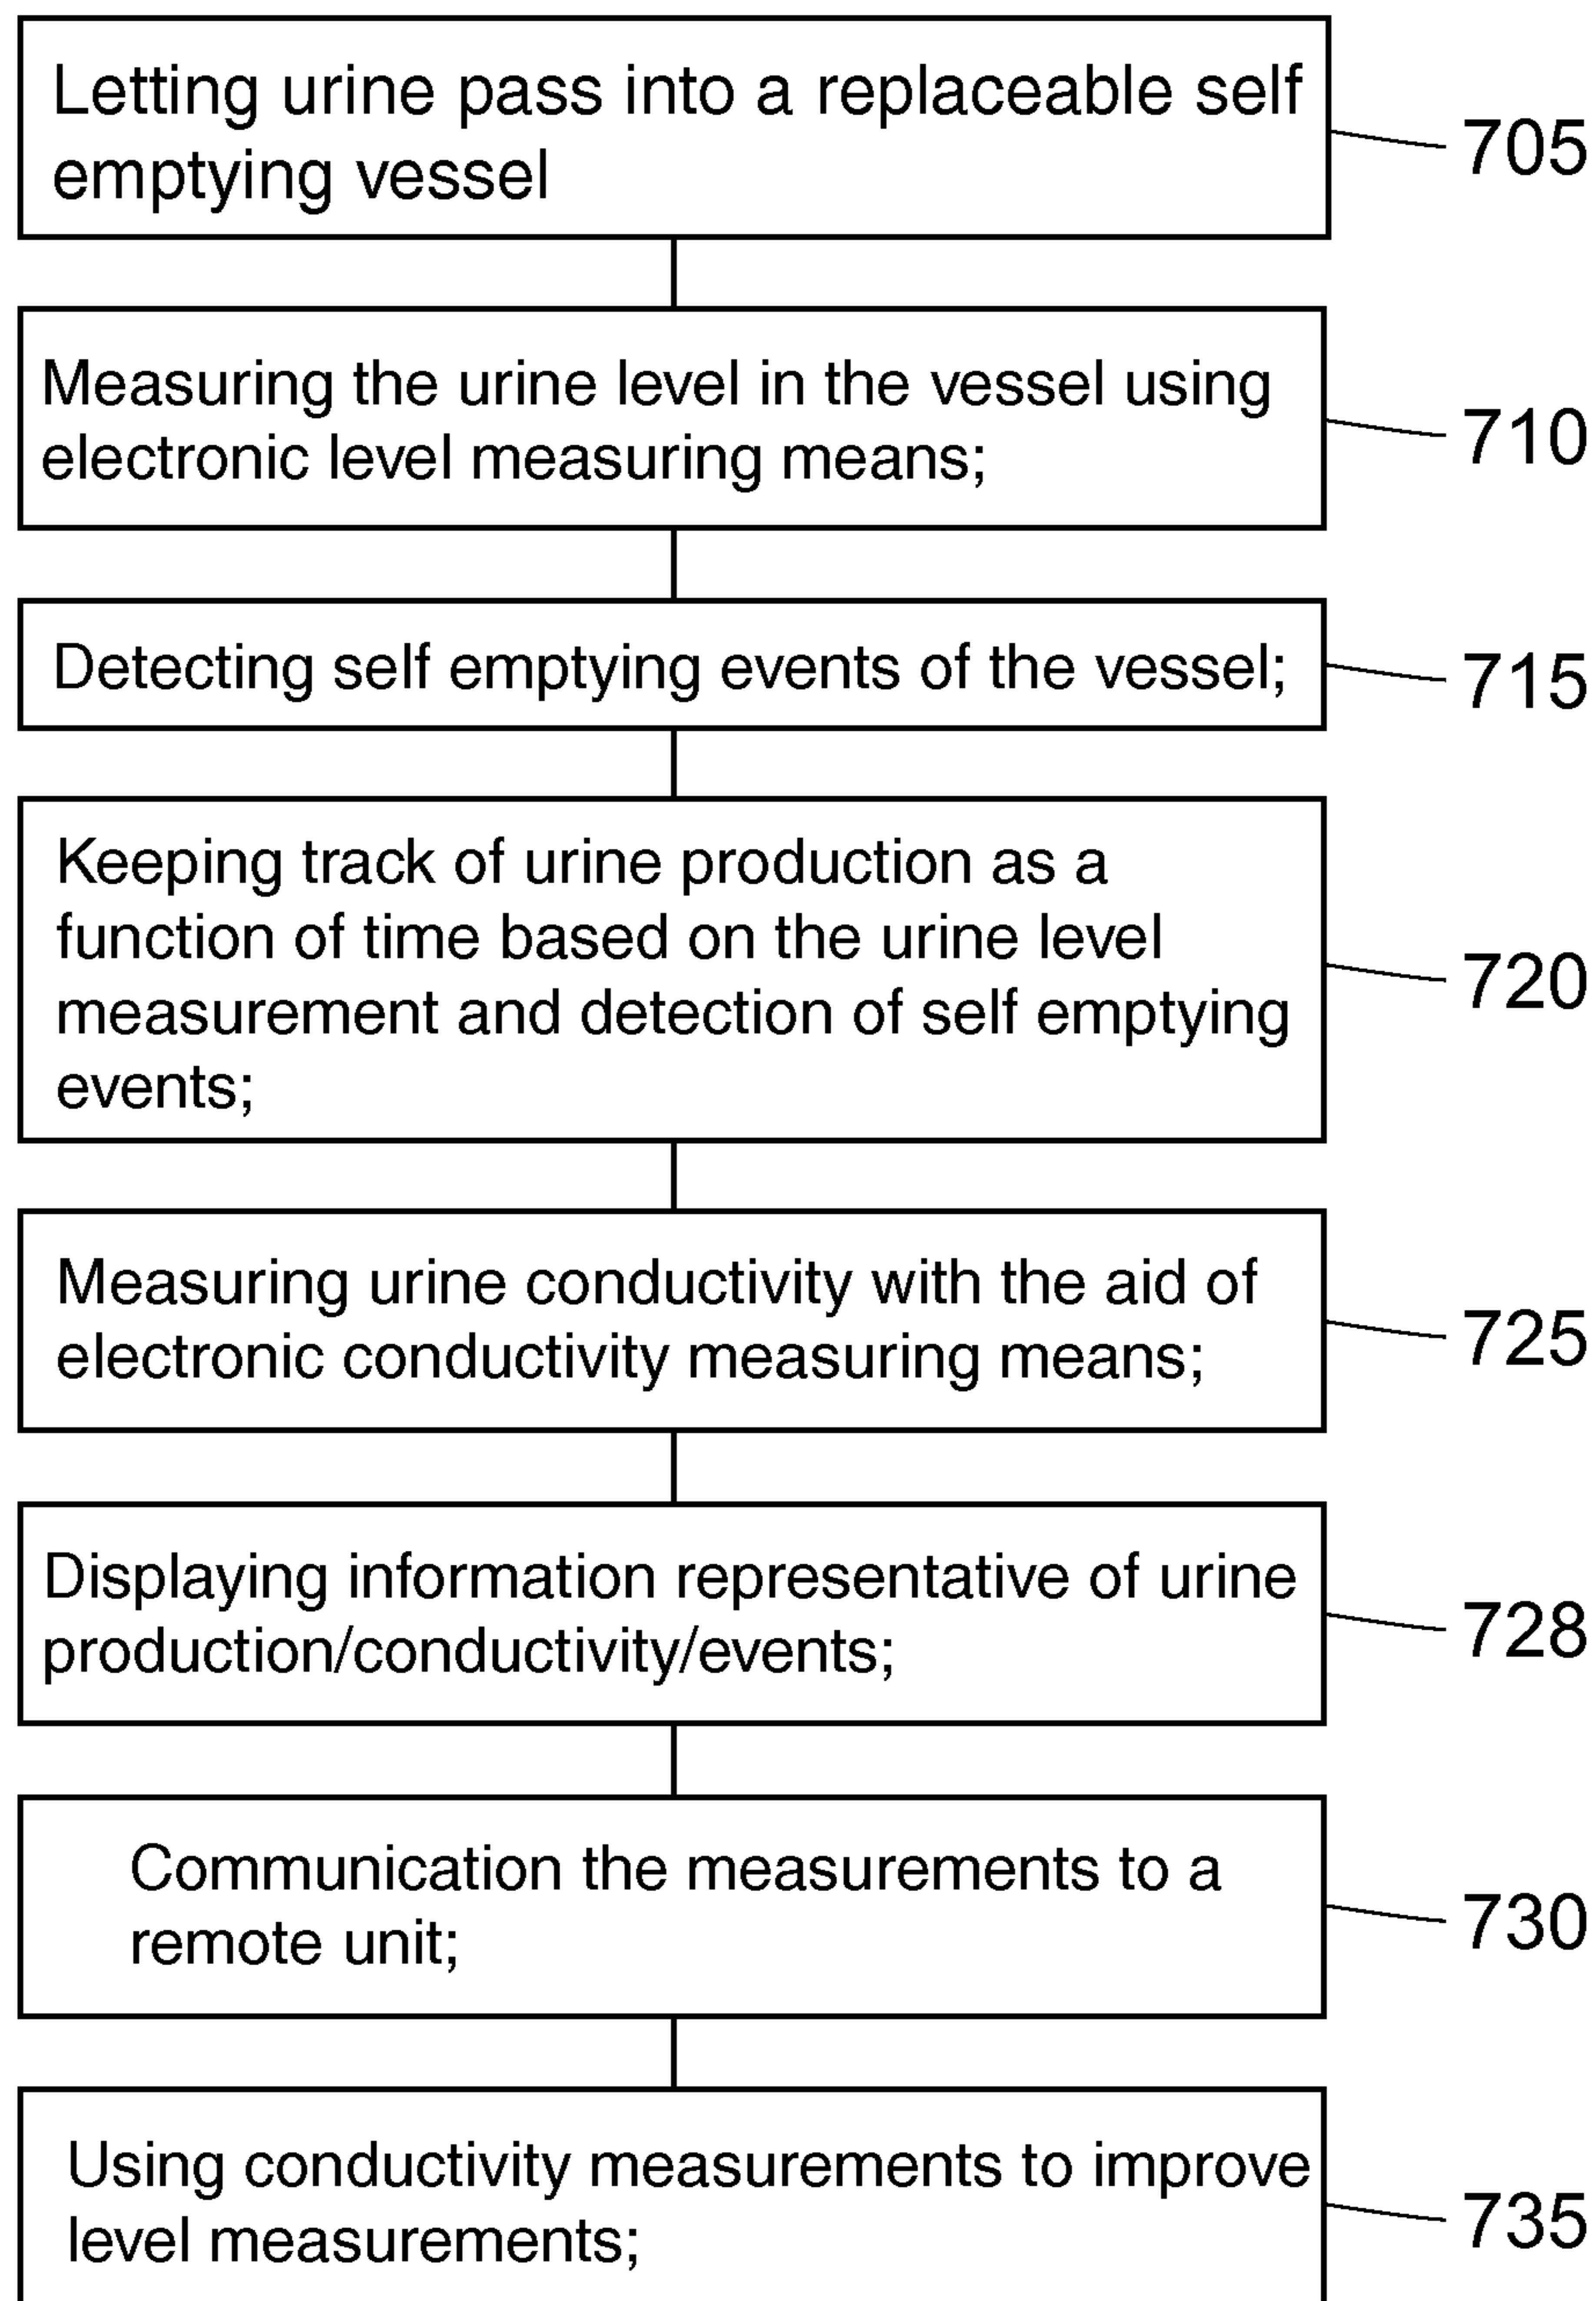 Letting urine pass into a replaceable self
emptying vessel
705
Measuring the urine level in the vessel using
electronic level measuring means;
710
Detecting self emptying events of the vessel;
715
Keeping track of urine production as a
function of time based on the urine level
measurement and detection of self emptying
events;
720
Measuring urine conductivity with the aid of
electronic conductivity measuring means;
725
Displaying information representative of urine
production/conductivity/events;
728
Communication the measurements to a
remote unit;
730
Using conductivity measurements to improve
level measurements;
735